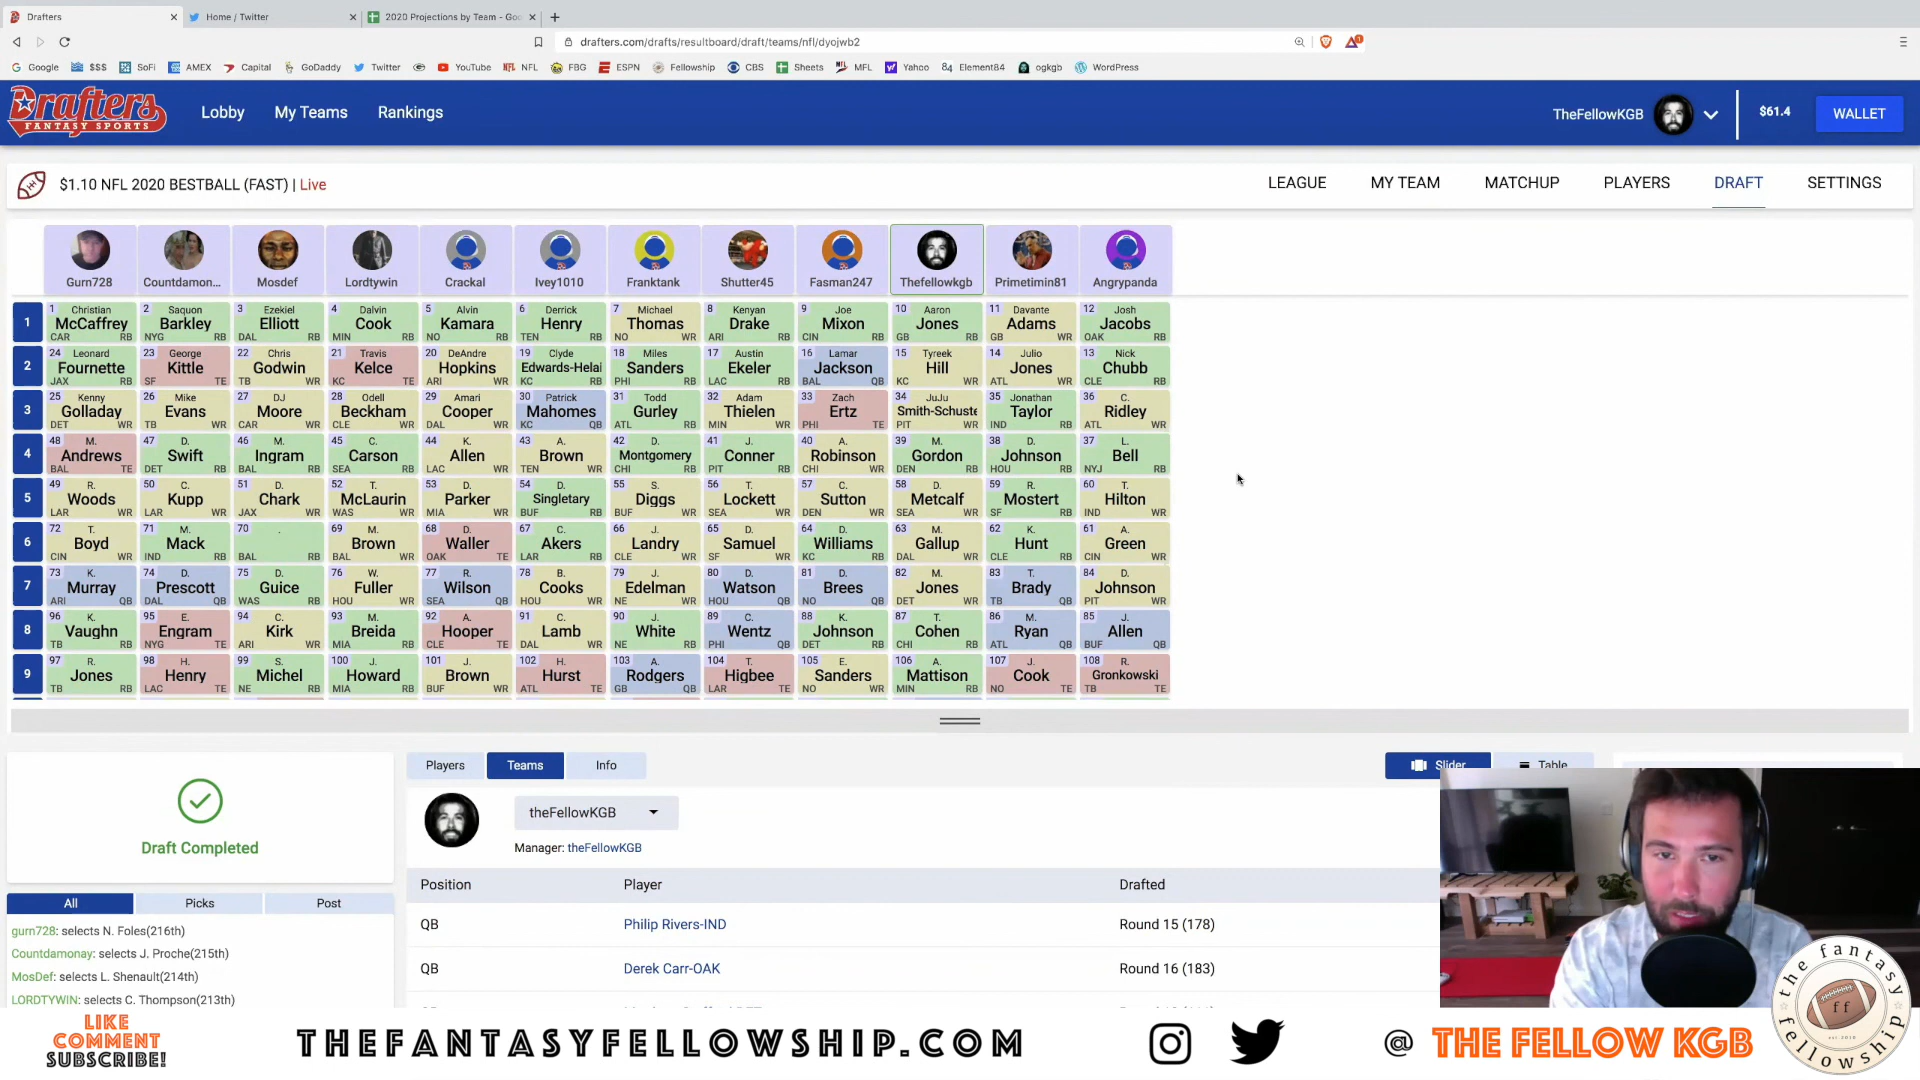 Drafters
Home / Twitter
2020 Projections by Team - Goo
drafters.com/drafts/resultboard/draft/teams/nfl/dyojwb2
Google $$$ SoFi AMEX Capital GoDaddy Twitter YouTube NFL FBG ESPN Fellowship CBS Sheets MFL Yahoo Element84 ogkgb WordPress
Drafters
FANTASY SPORTS
Lobby My Teams Rankings
TheFellowKGB $61.4 WALLET
$1.10 NFL 2020 BESTBALL (FAST) | Live
LEAGUE MY TEAM MATCHUP PLAYERS DRAFT SETTINGS
Gurn728 Countdamon... Mosdef Lordtywin Crackal Ivey1010 Franktank Shutter45 Fasman247 Thefellowkgb Primetimin81 Angrypanda
1 Christian 2 Saquon 3 Ezekiel 4 Dalvin 5 Alvin 6 Derrick 7 Michael 8 Kenyan 9 Joe 10 Aaron 11 Davante 12 Josh
1 McCaffrey Barkley Elliott Cook Kamara Henry Thomas Drake Mixon Jones Adams Jacobs
CAR RB NYG RB DAL RB MIN RB NO RB TEN RB NO WR ARI RB CIN RB GB RB GB WR OAK RB
24 Leonard 23 George 22 Chris 21 Travis 20 DeAndre 19 Clyde 18 Miles 17 Austin 16 Lamar 15 Tyreek 14 Julio 13 Nick
2 Fournette Kittle Godwin Kelce Hopkins Edwards-Helai Sanders Ekeler Jackson Hill Jones Chubb
JAX RB SF TE TB WR KC TE ARI WR KC RB PHI RB LAC RB BAL QB KC WR ATL WR CLE RB
25 Kenny 26 Mike 27 DJ 28 Odell 29 Amari 30 Patrick 31 Todd 32 Adam 33 Zach 34 JuJu 35 Jonathan 36 C.
3 Golladay Evans Moore Beckham Cooper Mahomes Gurley Thielen Ertz Smith-Schuste Taylor Ridley
DET WR TB WR CAR WR CLE WR DAL WR KC QB ATL RB MIN WR PHI TE PIT WR IND RB ATL WR
48 M. 47 D. 46 M. 45 C. 44 K. 43 A. 42 D. 41 J. 40 A. 39 M. 38 D. 37 L.
4 Andrews Swift Ingram Carson Allen Brown Montgomery Conner Robinson Gordon Johnson Bell
BAL TE DET RB BAL RB SEA RB LAC WR TEN WR CHI RB PIT RB CHI WR DEN RB HOU RB NYJ RB
49 R. 50 C. 51 D. 52 T. 53 D. 54 D. 55 S. 56 T. 57 C. 58 D. 59 R. 60 T.
5 Woods Kupp Chark McLaurin Parker Singletary Diggs Lockett Sutton Metcalf Mostert Hilton
LAR WR LAR WR JAX WR WAS WR MIA WR BUF RB BUF WR SEA WR DEN WR SEA WR SF RB IND WR
72 T. 71 M. 70 . 69 M. 68 D. 67 C. 66 J. 65 D. 64 D. 63 M. 62 K. 61 A.
6 Boyd Mack Brown Waller Akers Landry Samuel Williams Gallup Hunt Green
CIN WR IND RB BAL RB BAL WR OAK TE LAR RB CLE WR SF WR KC RB DAL WR CLE RB CIN WR
73 K. 74 D. 75 D. 76 W. 77 R. 78 B. 79 J. 80 D. 81 D. 82 M. 83 T. 84 D.
7 Murray Prescott Guice Fuller Wilson Cooks Edelman Watson Brees Jones Brady Johnson
ARI QB DAL QB WAS RB HOU WR SEA QB HOU WR NE WR HOU QB NO QB DET WR TB QB PIT WR
96 K. 95 E. 94 C. 93 M. 92 A. 91 C. 90 J. 89 C. 88 K. 87 T. 86 M. 85 J.
8 Vaughn Engram Kirk Breida Hooper Lamb White Wentz Johnson Cohen Ryan Allen
TB RB NYG TE ARI WR MIA RB CLE TE DAL WR NE RB PHI QB DET RB CHI RB ATL QB BUF QB
97 R. 98 H. 99 S. 100 J. 101 J. 102 H. 103 A. 104 T. 105 E. 106 A. 107 J. 108 R.
9 Jones Henry Michel Howard Brown Hurst Rodgers Higbee Sanders Mattison Cook Gronkowski
TB RB LAC TE NE RB MIA RB BUF WR ATL TE GB QB LAR TE NO WR MIN RB NO TE TB TE
Draft Completed
Players Teams Info
Slider Table
theFellowKGB
Manager: theFellowKGB
Position Player Drafted
QB Philip Rivers-IND Round 15 (178)
QB Derek Carr-OAK Round 16 (183)
All Picks Post
gurn728: selects N. Foles(216th)
Countdamonay: selects J. Proche(215th)
MosDef: selects L. Shenault(214th)
LORDTYWIN: selects C. Thompson(213th)
LIKE
COMMENT
SUBSCRIBE!
THEFANTASYFELLOWSHIP.COM
@ THE FELLOW KGB
the fantasy
ff
fellowship